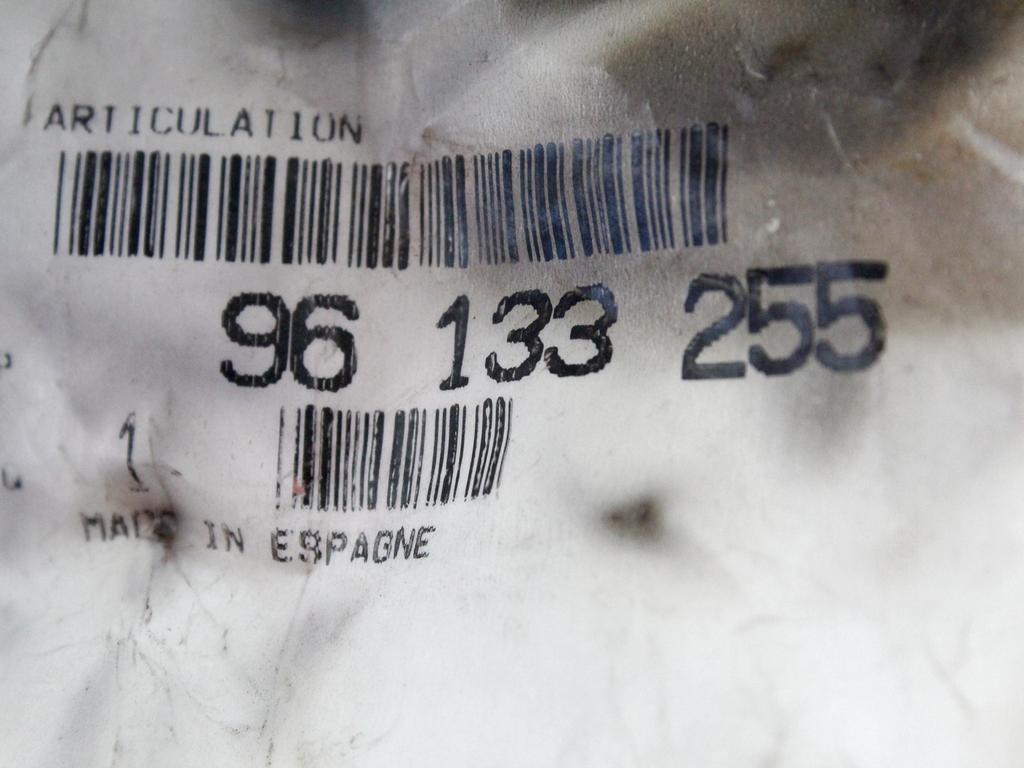 ARTICULATION
96 133 255
1
MADE IN ESPAGNE